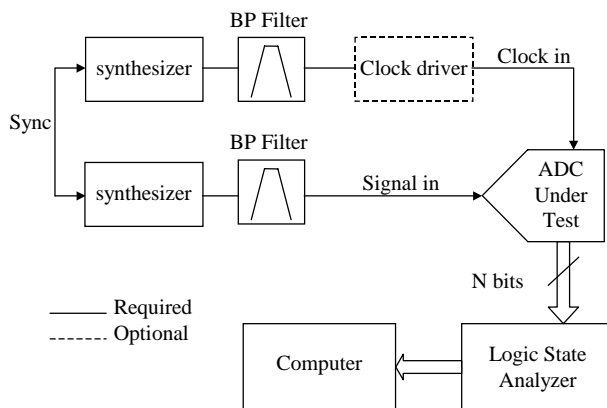 BP Filter
synthesizer
Clock driver
Clock in
Sync
BP Filter
synthesizer
Signal in
ADC
Under
Test
N bits
Required
Optional
Computer
Logic State
Analyzer